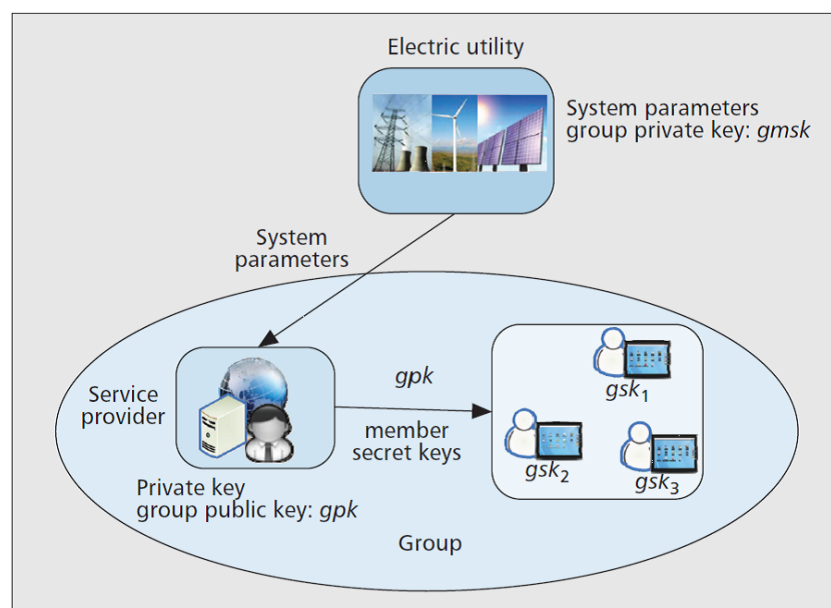 Electric utility
System parameters
group private key: gmsk
System
parameters
Service
provider
gpk
member
secret keys
gsk1
gsk2
gsk3
Private key
group public key: gpk
Group